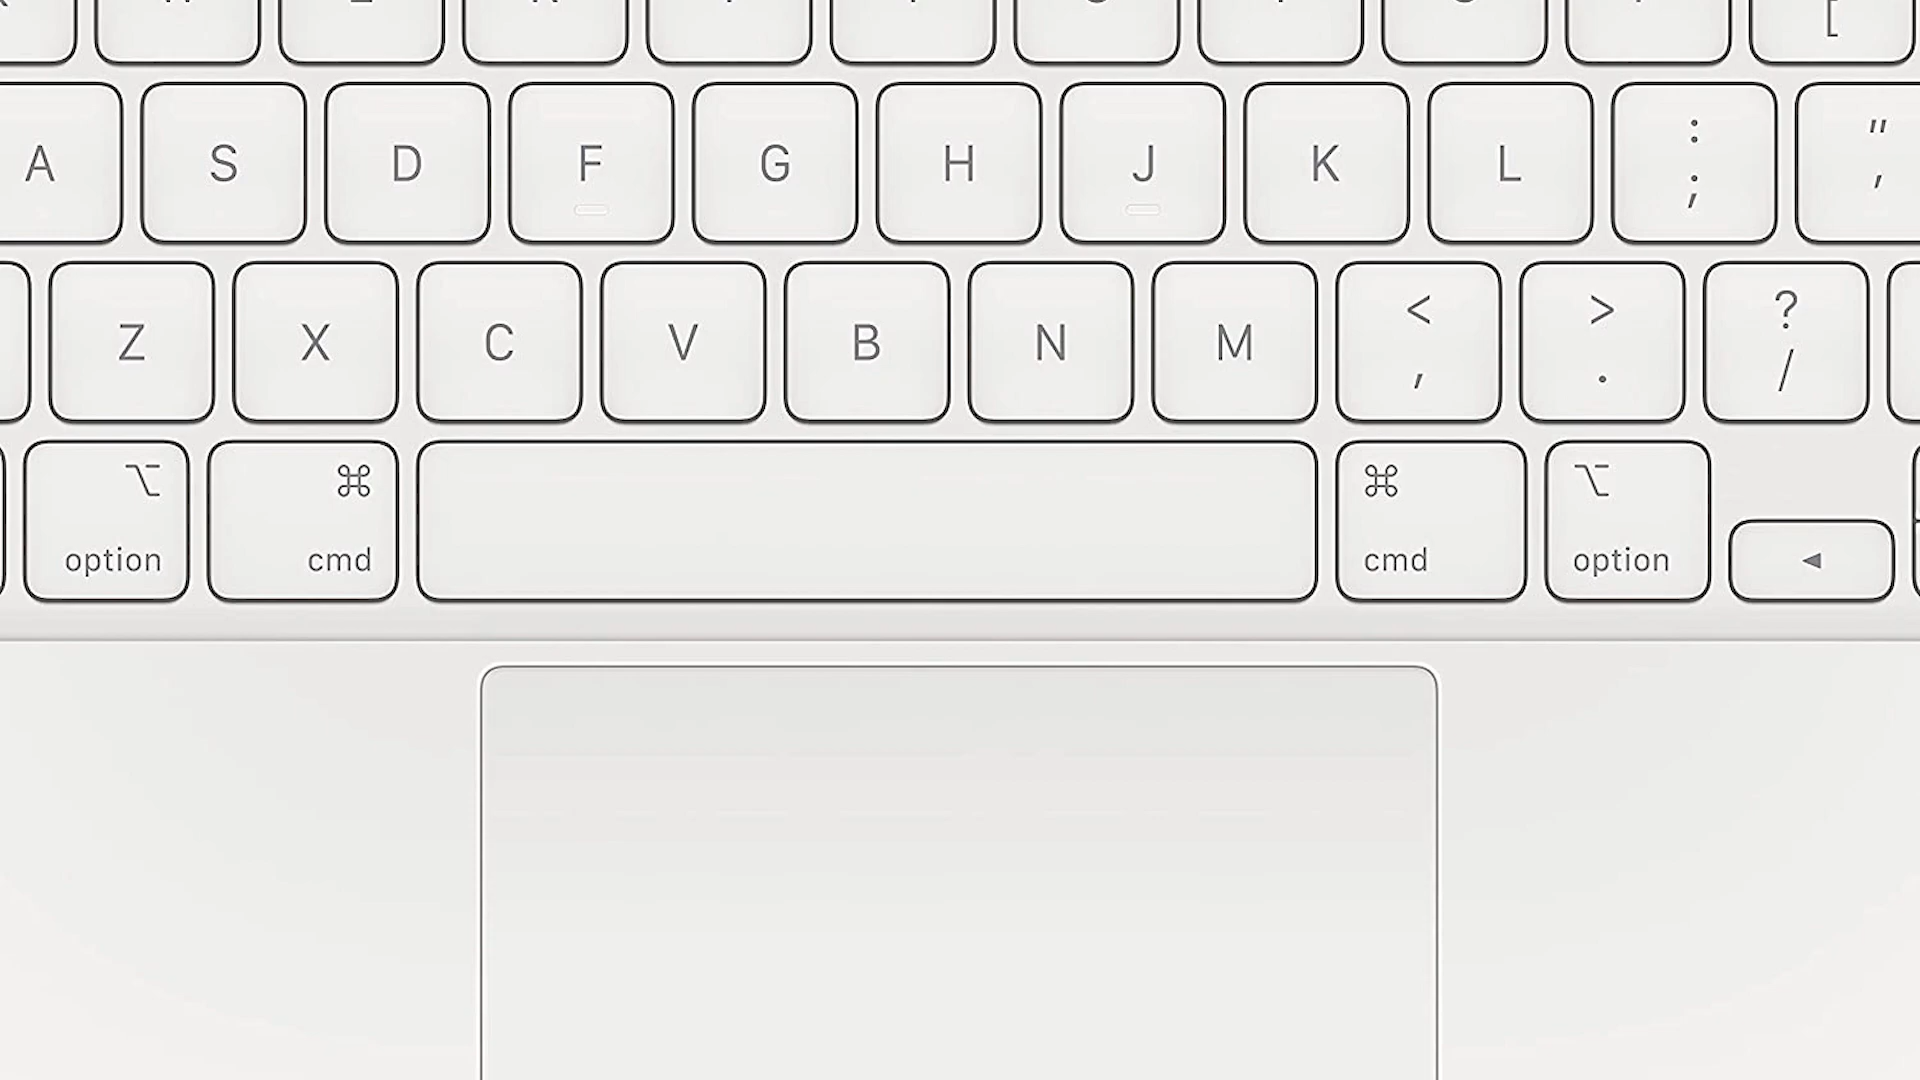 [
A S D F G H J K L : ; " '
Z X C V B N M < , > . ? /
⌥ ⌘ ⌘ ⌥
option cmd cmd option ◀